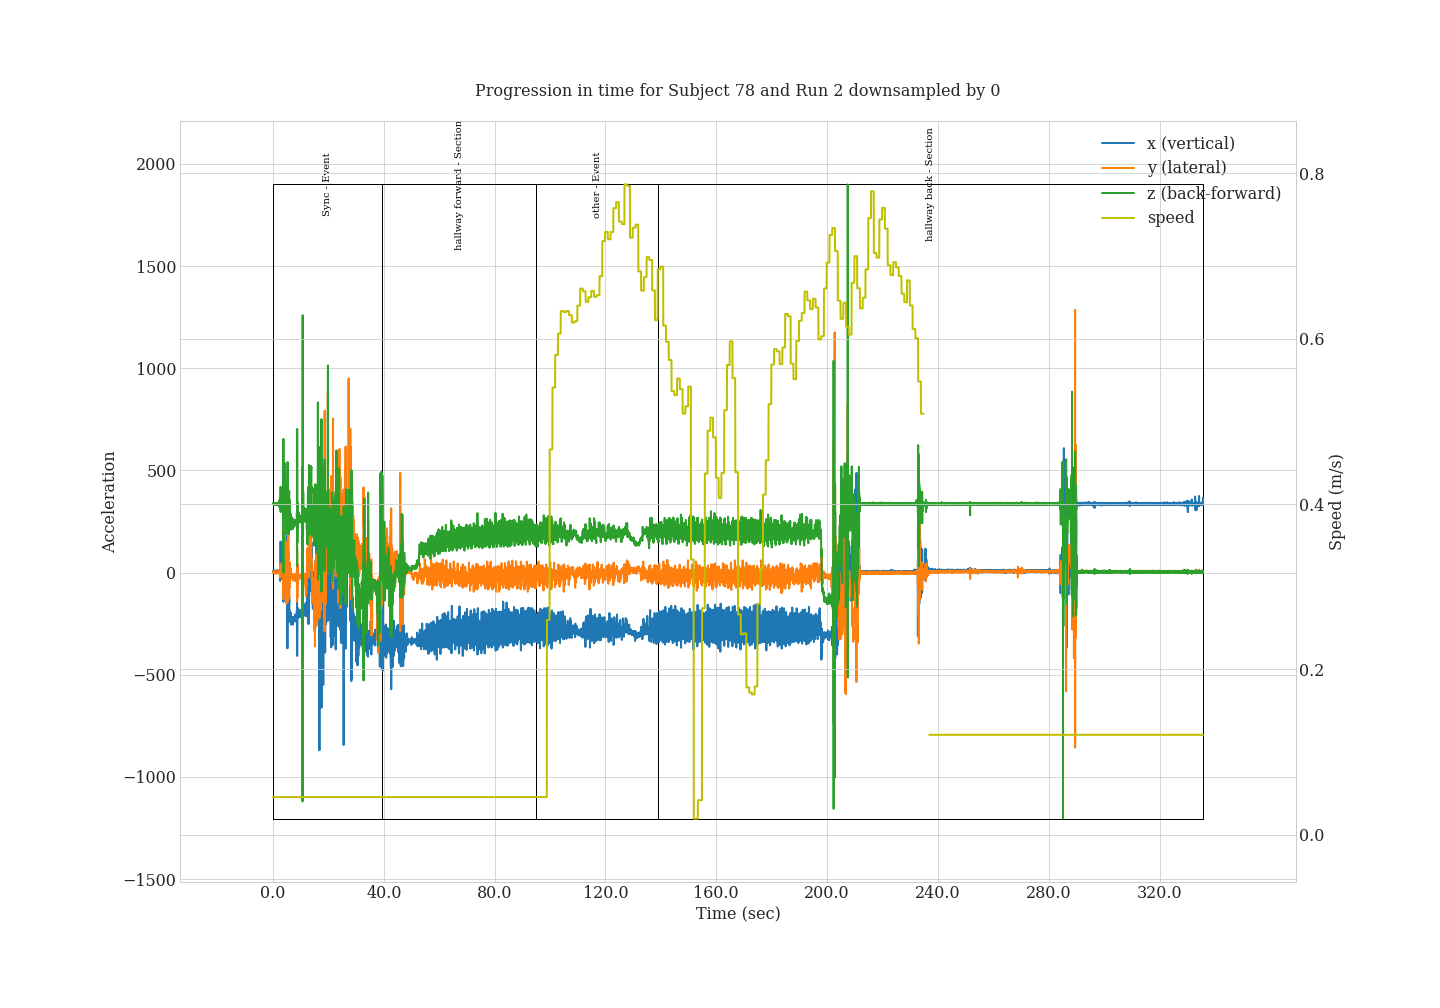 Progression in time for Subject 78 and Run 2 downsampled by 0
Sync - Event
hallway forward - Section
other - Event
hallway back - Section
x (vertical)
y (lateral)
z (back-forward)
speed
2000
1500
1000
500
0
−500
−1000
−1500
Acceleration
0.8
0.6
0.4
0.2
0.0
Speed (m/s)
0.0
40.0
80.0
120.0
160.0
200.0
240.0
280.0
320.0
Time (sec)